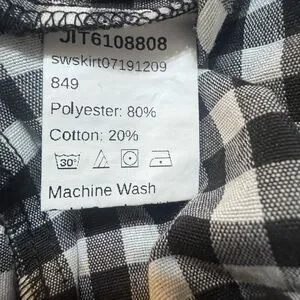 JIT6108808
swskirt07191209
849
Polyester: 80%
Cotton: 20%
30°
Machine Wash